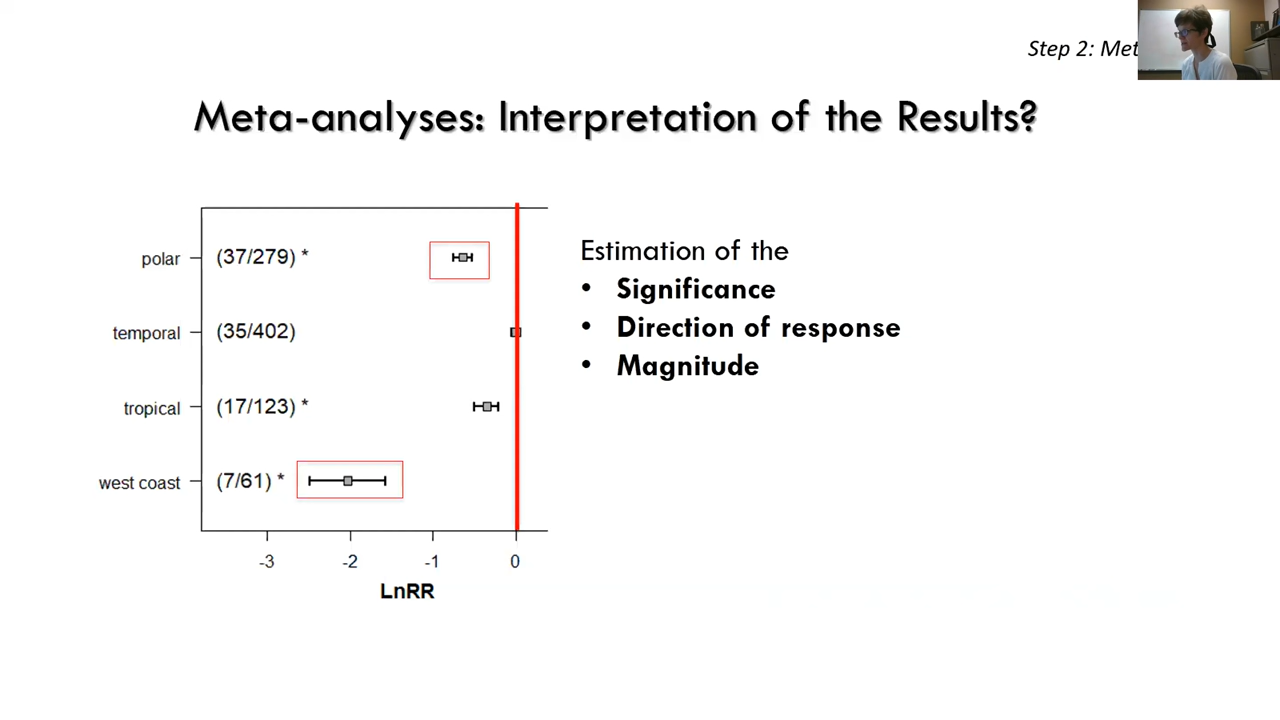 Step 2: Met
Meta-analyses: Interpretation of the Results?
polar (37/279) *
temporal (35/402)
tropical (17/123) *
west coast (7/61) *
-3 -2 -1 0
LnRR
Estimation of the
• Significance
• Direction of response
• Magnitude